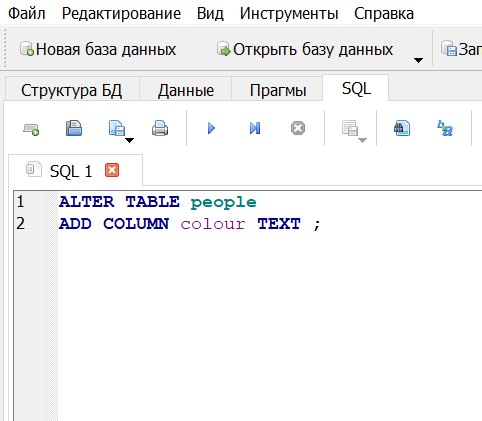 Файл Редактирование Вид Инструменты Справка
Новая база данных Открыть базу данных
Структура БД Данные Прагмы SQL
SQL 1
1 ALTER TABLE people
2 ADD COLUMN colour TEXT ;